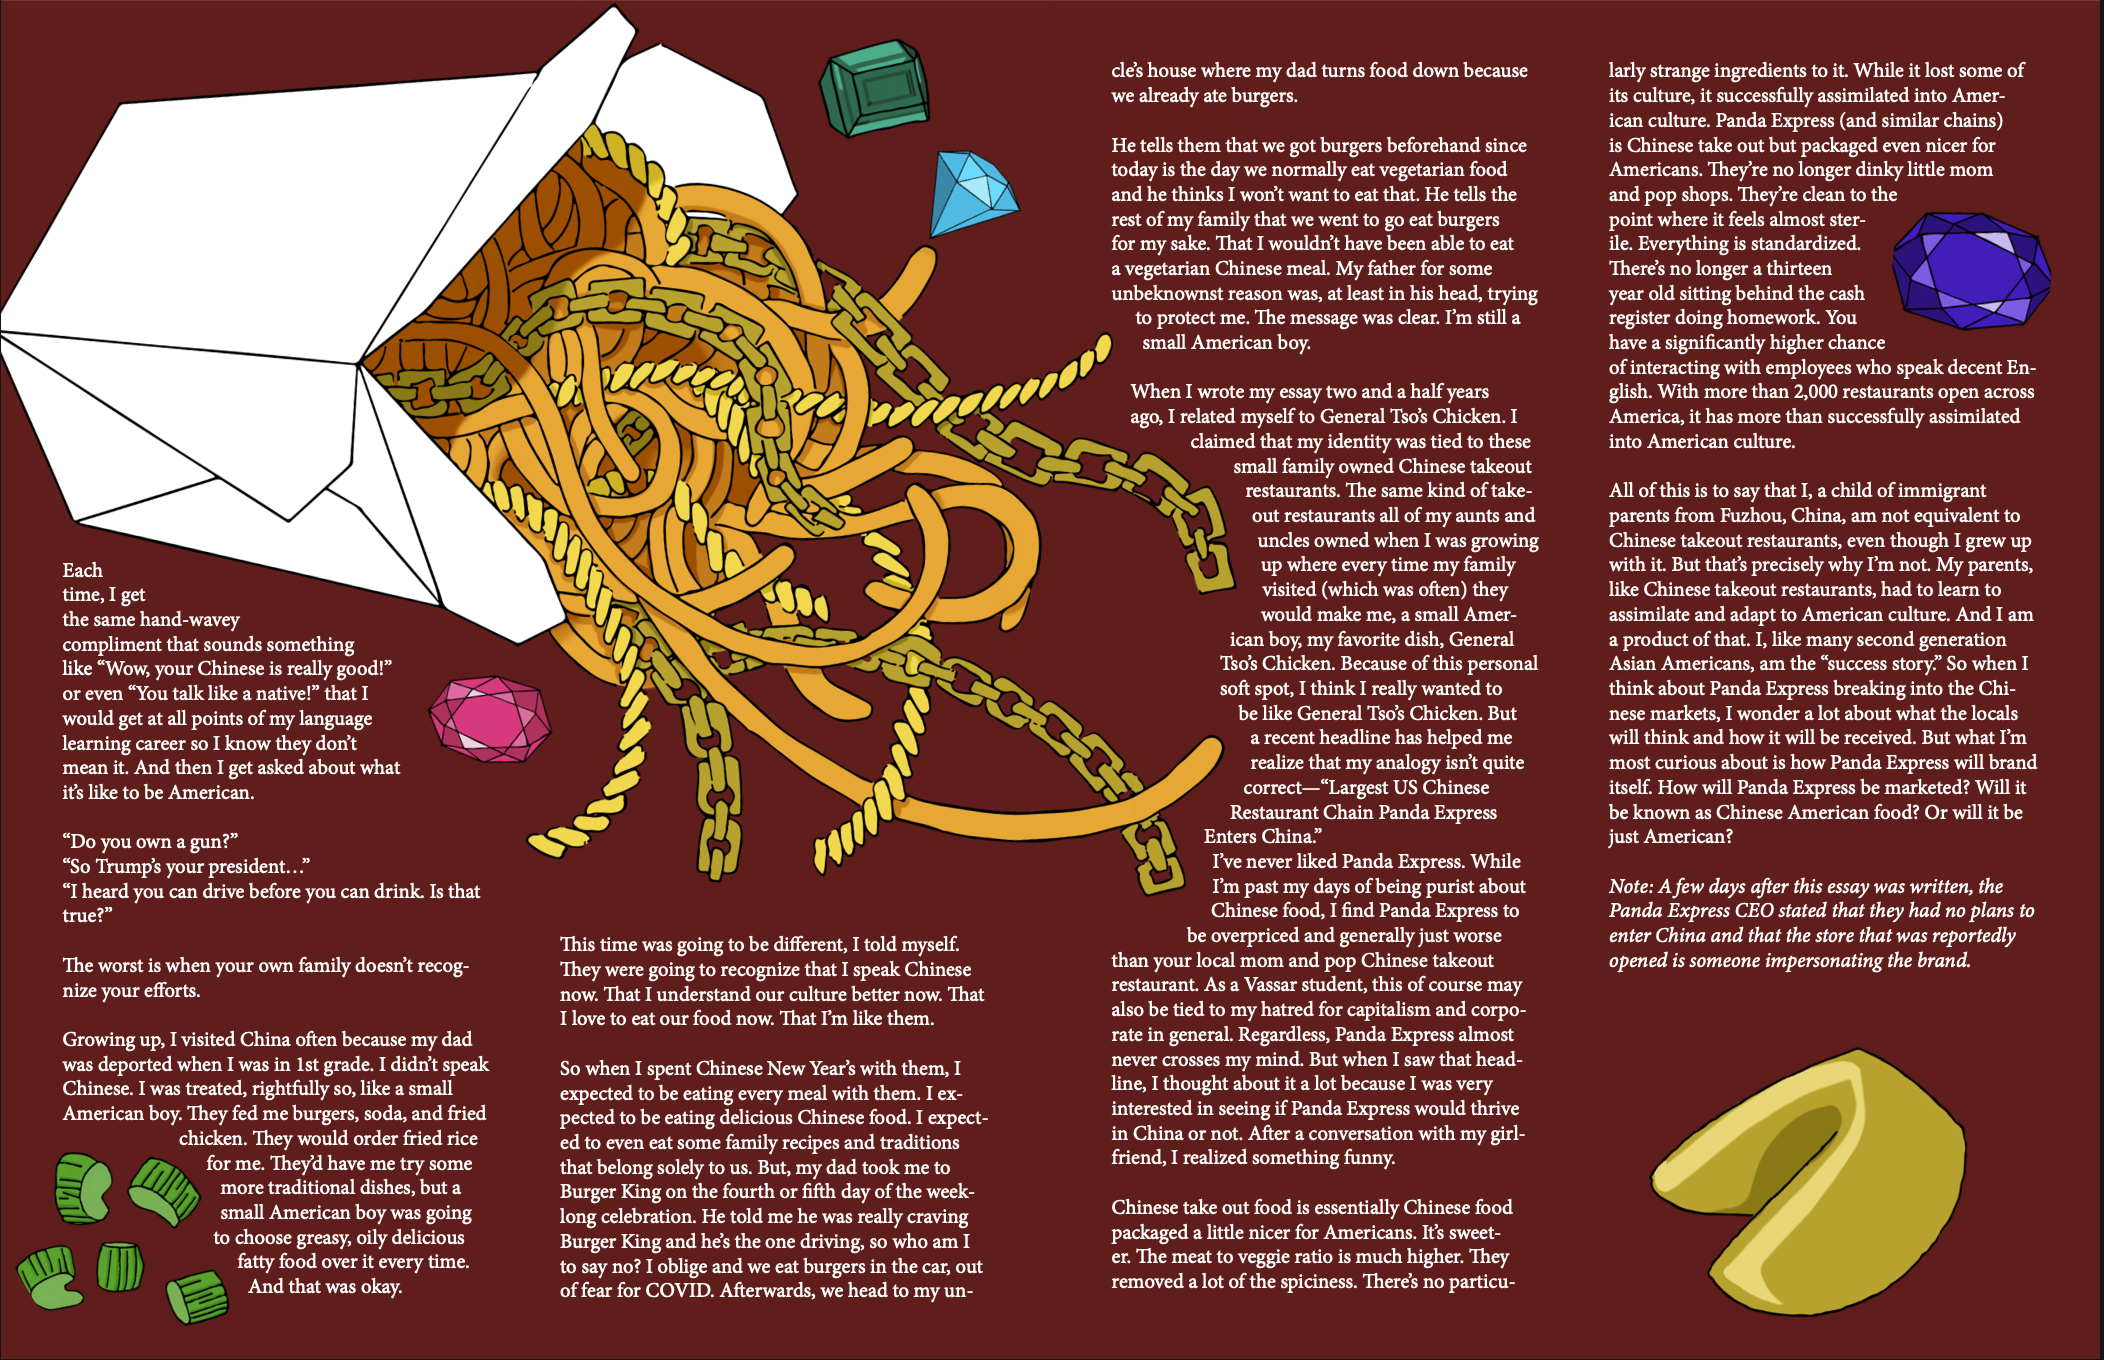 Each
time, I get
the same hand-wavey
compliment that sounds something
like “Wow, your Chinese is really good!”
or even “You talk like a native!” that I
would get at all points of my language
learning career so I know they don’t
mean it. And then I get asked about what
it’s like to be American.
“Do you own a gun?”
“So Trump’s your president…”
“I heard you can drive before you can drink. Is that
true?”
The worst is when your own family doesn’t recog-
nize your efforts.
Growing up, I visited China often because my dad
was deported when I was in 1st grade. I didn’t speak
Chinese. I was treated, rightfully so, like a small
American boy. They fed me burgers, soda, and fried
chicken. They would order fried rice
for me. They’d have me try some
more traditional dishes, but a
small American boy was going
to choose greasy, oily delicious
fatty food over it every time.
And that was okay.
This time was going to be different, I told myself.
They were going to recognize that I speak Chinese
now. That I understand our culture better now. That
I love to eat our food now. That I’m like them.
So when I spent Chinese New Year’s with them, I
expected to be eating every meal with them. I ex-
pected to be eating delicious Chinese food. I expect-
ed to even eat some family recipes and traditions
that belong solely to us. But, my dad took me to
Burger King on the fourth or fifth day of the week-
long celebration. He told me he was really craving
Burger King and he’s the one driving, so who am I
to say no? I oblige and we eat burgers in the car, out
of fear for COVID. Afterwards, we head to my un-
cle’s house where my dad turns food down because
we already ate burgers.
He tells them that we got burgers beforehand since
today is the day we normally eat vegetarian food
and he thinks I won’t want to eat that. He tells the
rest of my family that we went to go eat burgers
for my sake. That I wouldn’t have been able to eat
a vegetarian Chinese meal. My father for some
unbeknownst reason was, at least in his head, trying
to protect me. The message was clear. I’m still a
small American boy.
When I wrote my essay two and a half years
ago, I related myself to General Tso’s Chicken. I
claimed that my identity was tied to these
small family owned Chinese takeout
restaurants. The same kind of take-
out restaurants all of my aunts and
uncles owned when I was growing
up where every time my family
visited (which was often) they
would make me, a small Amer-
ican boy, my favorite dish, General
Tso’s Chicken. Because of this personal
soft spot, I think I really wanted to
be like General Tso’s Chicken. But
a recent headline has helped me
realize that my analogy isn’t quite
correct—“Largest US Chinese
Restaurant Chain Panda Express
Enters China.”
I’ve never liked Panda Express. While
I’m past my days of being purist about
Chinese food, I find Panda Express to
be overpriced and generally just worse
than your local mom and pop Chinese takeout
restaurant. As a Vassar student, this of course may
also be tied to my hatred for capitalism and corpo-
rate in general. Regardless, Panda Express almost
never crosses my mind. But when I saw that head-
line, I thought about it a lot because I was very
interested in seeing if Panda Express would thrive
in China or not. After a conversation with my girl-
friend, I realized something funny.
Chinese take out food is essentially Chinese food
packaged a little nicer for Americans. It’s sweet-
er. The meat to veggie ratio is much higher. They
removed a lot of the spiciness. There’s no particu-
larly strange ingredients to it. While it lost some of
its culture, it successfully assimilated into Amer-
ican culture. Panda Express (and similar chains)
is Chinese take out but packaged even nicer for
Americans. They’re no longer dinky little mom
and pop shops. They’re clean to the
point where it feels almost ster-
ile. Everything is standardized.
There’s no longer a thirteen
year old sitting behind the cash
register doing homework. You
have a significantly higher chance
of interacting with employees who speak decent En-
glish. With more than 2,000 restaurants open across
America, it has more than successfully assimilated
into American culture.
All of this is to say that I, a child of immigrant
parents from Fuzhou, China, am not equivalent to
Chinese takeout restaurants, even though I grew up
with it. But that’s precisely why I’m not. My parents,
like Chinese takeout restaurants, had to learn to
assimilate and adapt to American culture. And I am
a product of that. I, like many second generation
Asian Americans, am the “success story.” So when I
think about Panda Express breaking into the Chi-
nese markets, I wonder a lot about what the locals
will think and how it will be received. But what I’m
most curious about is how Panda Express will brand
itself. How will Panda Express be marketed? Will it
be known as Chinese American food? Or will it be
just American?
Note: A few days after this essay was written, the
Panda Express CEO stated that they had no plans to
enter China and that the store that was reportedly
opened is someone impersonating the brand.